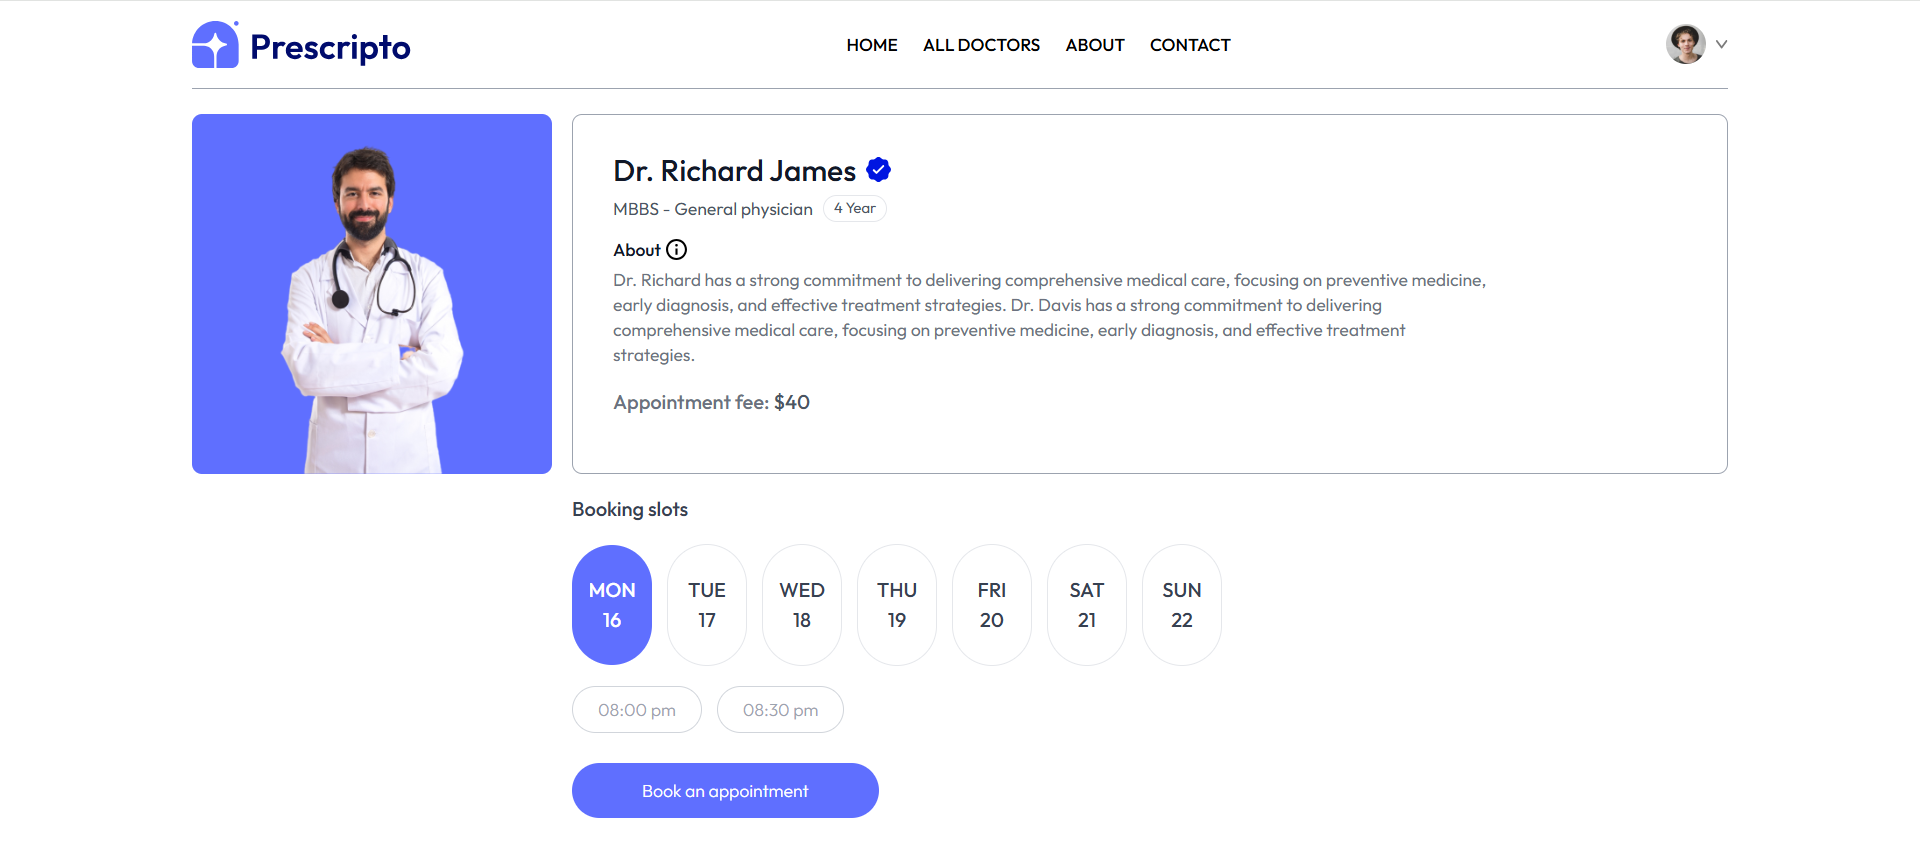 Prescripto
HOME ALL DOCTORS ABOUT CONTACT
Dr. Richard James
MBBS - General physician 4 Year
About
Dr. Richard has a strong commitment to delivering comprehensive medical care, focusing on preventive medicine,
early diagnosis, and effective treatment strategies. Dr. Davis has a strong commitment to delivering
comprehensive medical care, focusing on preventive medicine, early diagnosis, and effective treatment
strategies.
Appointment fee: $40
Booking slots
MON TUE WED THU FRI SAT SUN
16 17 18 19 20 21 22
08:00 pm 08:30 pm
Book an appointment